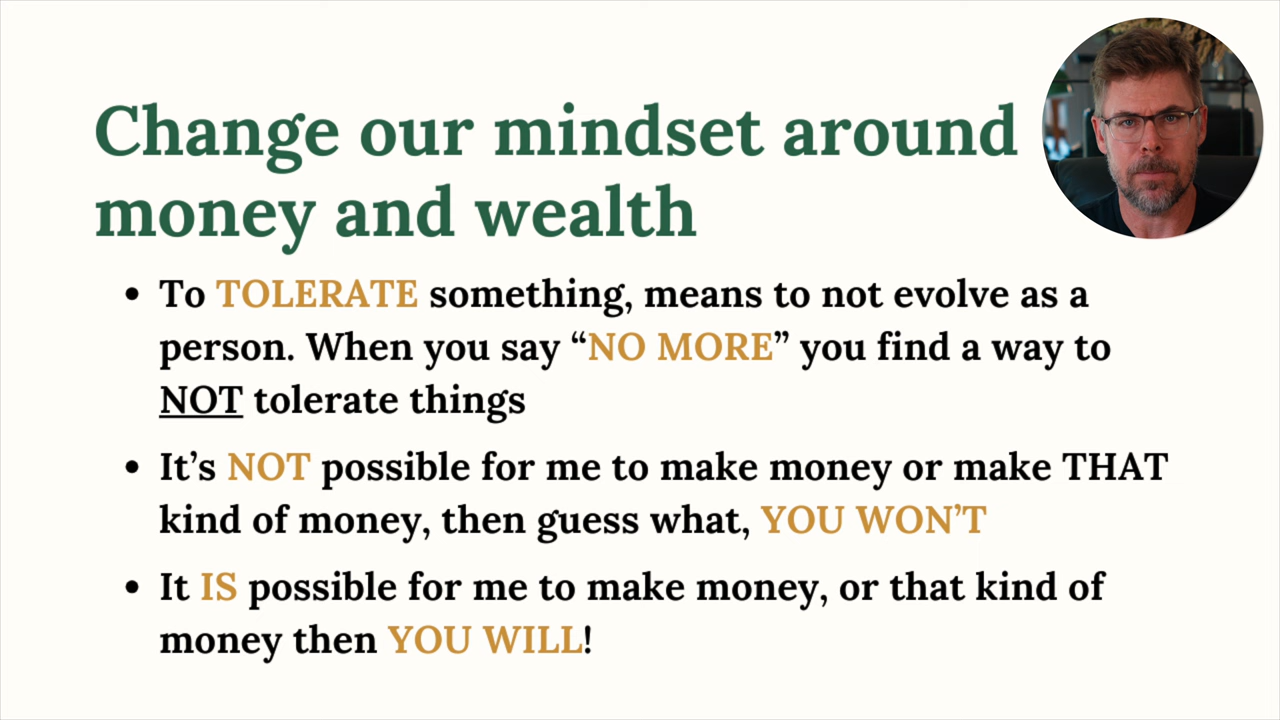 Change our mindset around
money and wealth
• To TOLERATE something, means to not evolve as a
person. When you say “NO MORE” you find a way to
NOT tolerate things
• It’s NOT possible for me to make money or make THAT
kind of money, then guess what, YOU WON’T
• It IS possible for me to make money, or that kind of
money then YOU WILL!